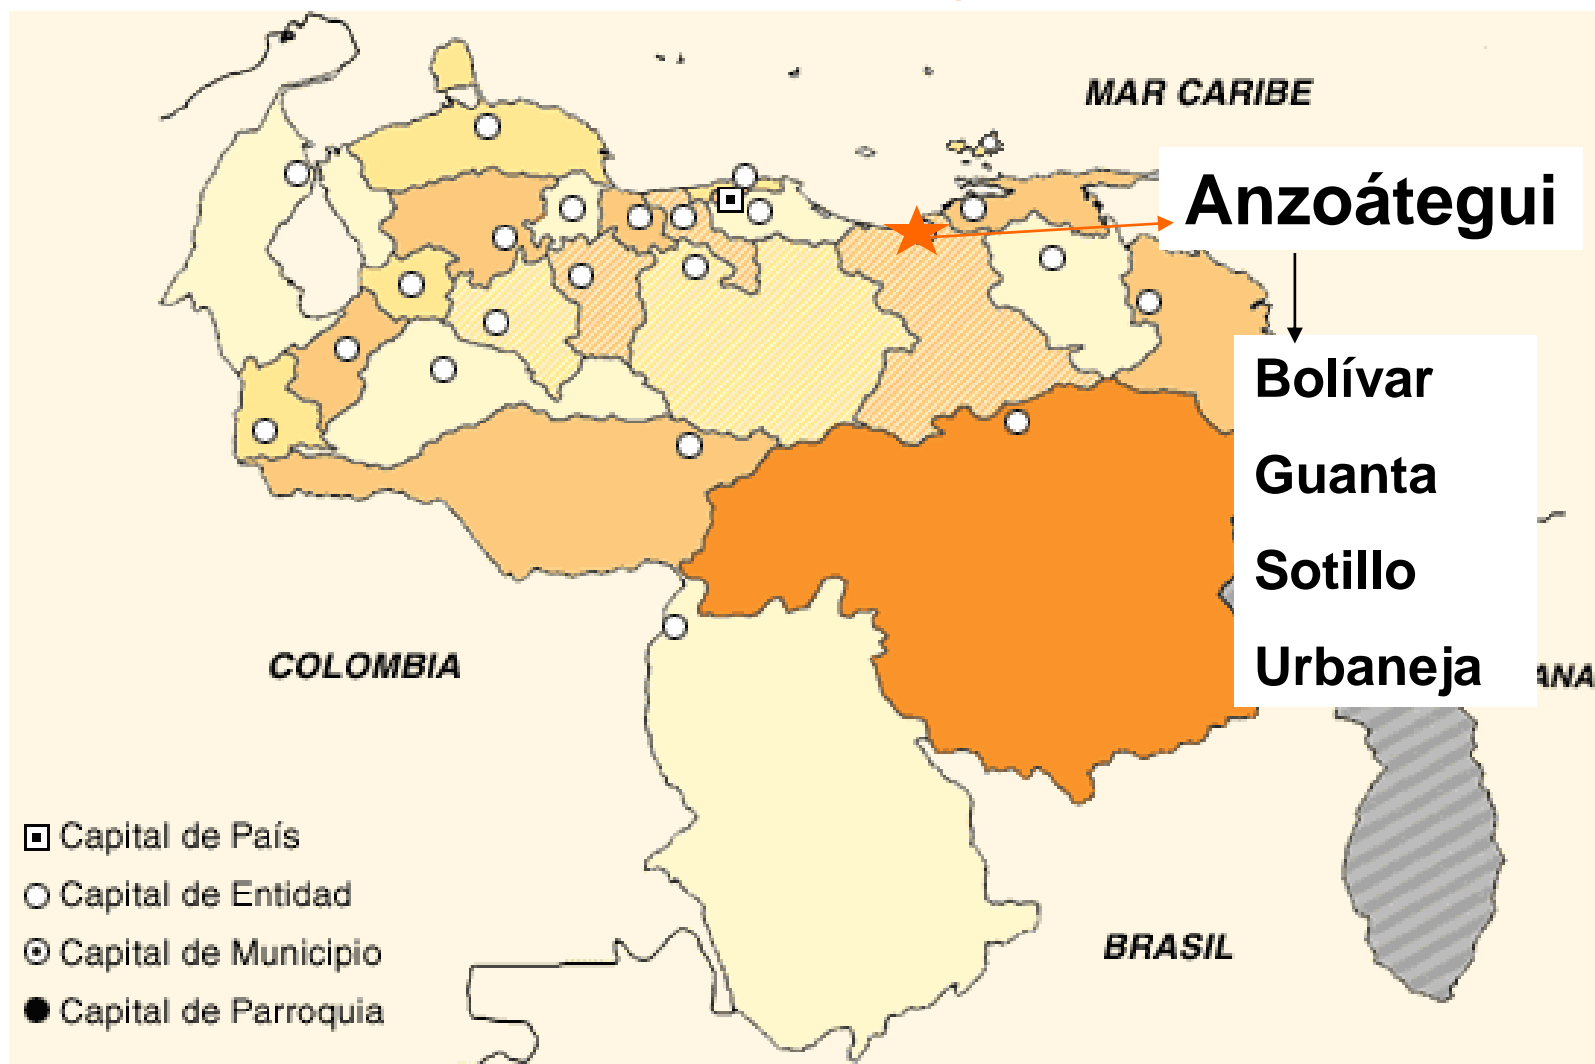 MAR CARIBE
Anzoátegui
Bolívar
Guanta
Sotillo
Urbaneja
ANA
COLOMBIA
BRASIL
Capital de País
Capital de Entidad
Capital de Municipio
Capital de Parroquia